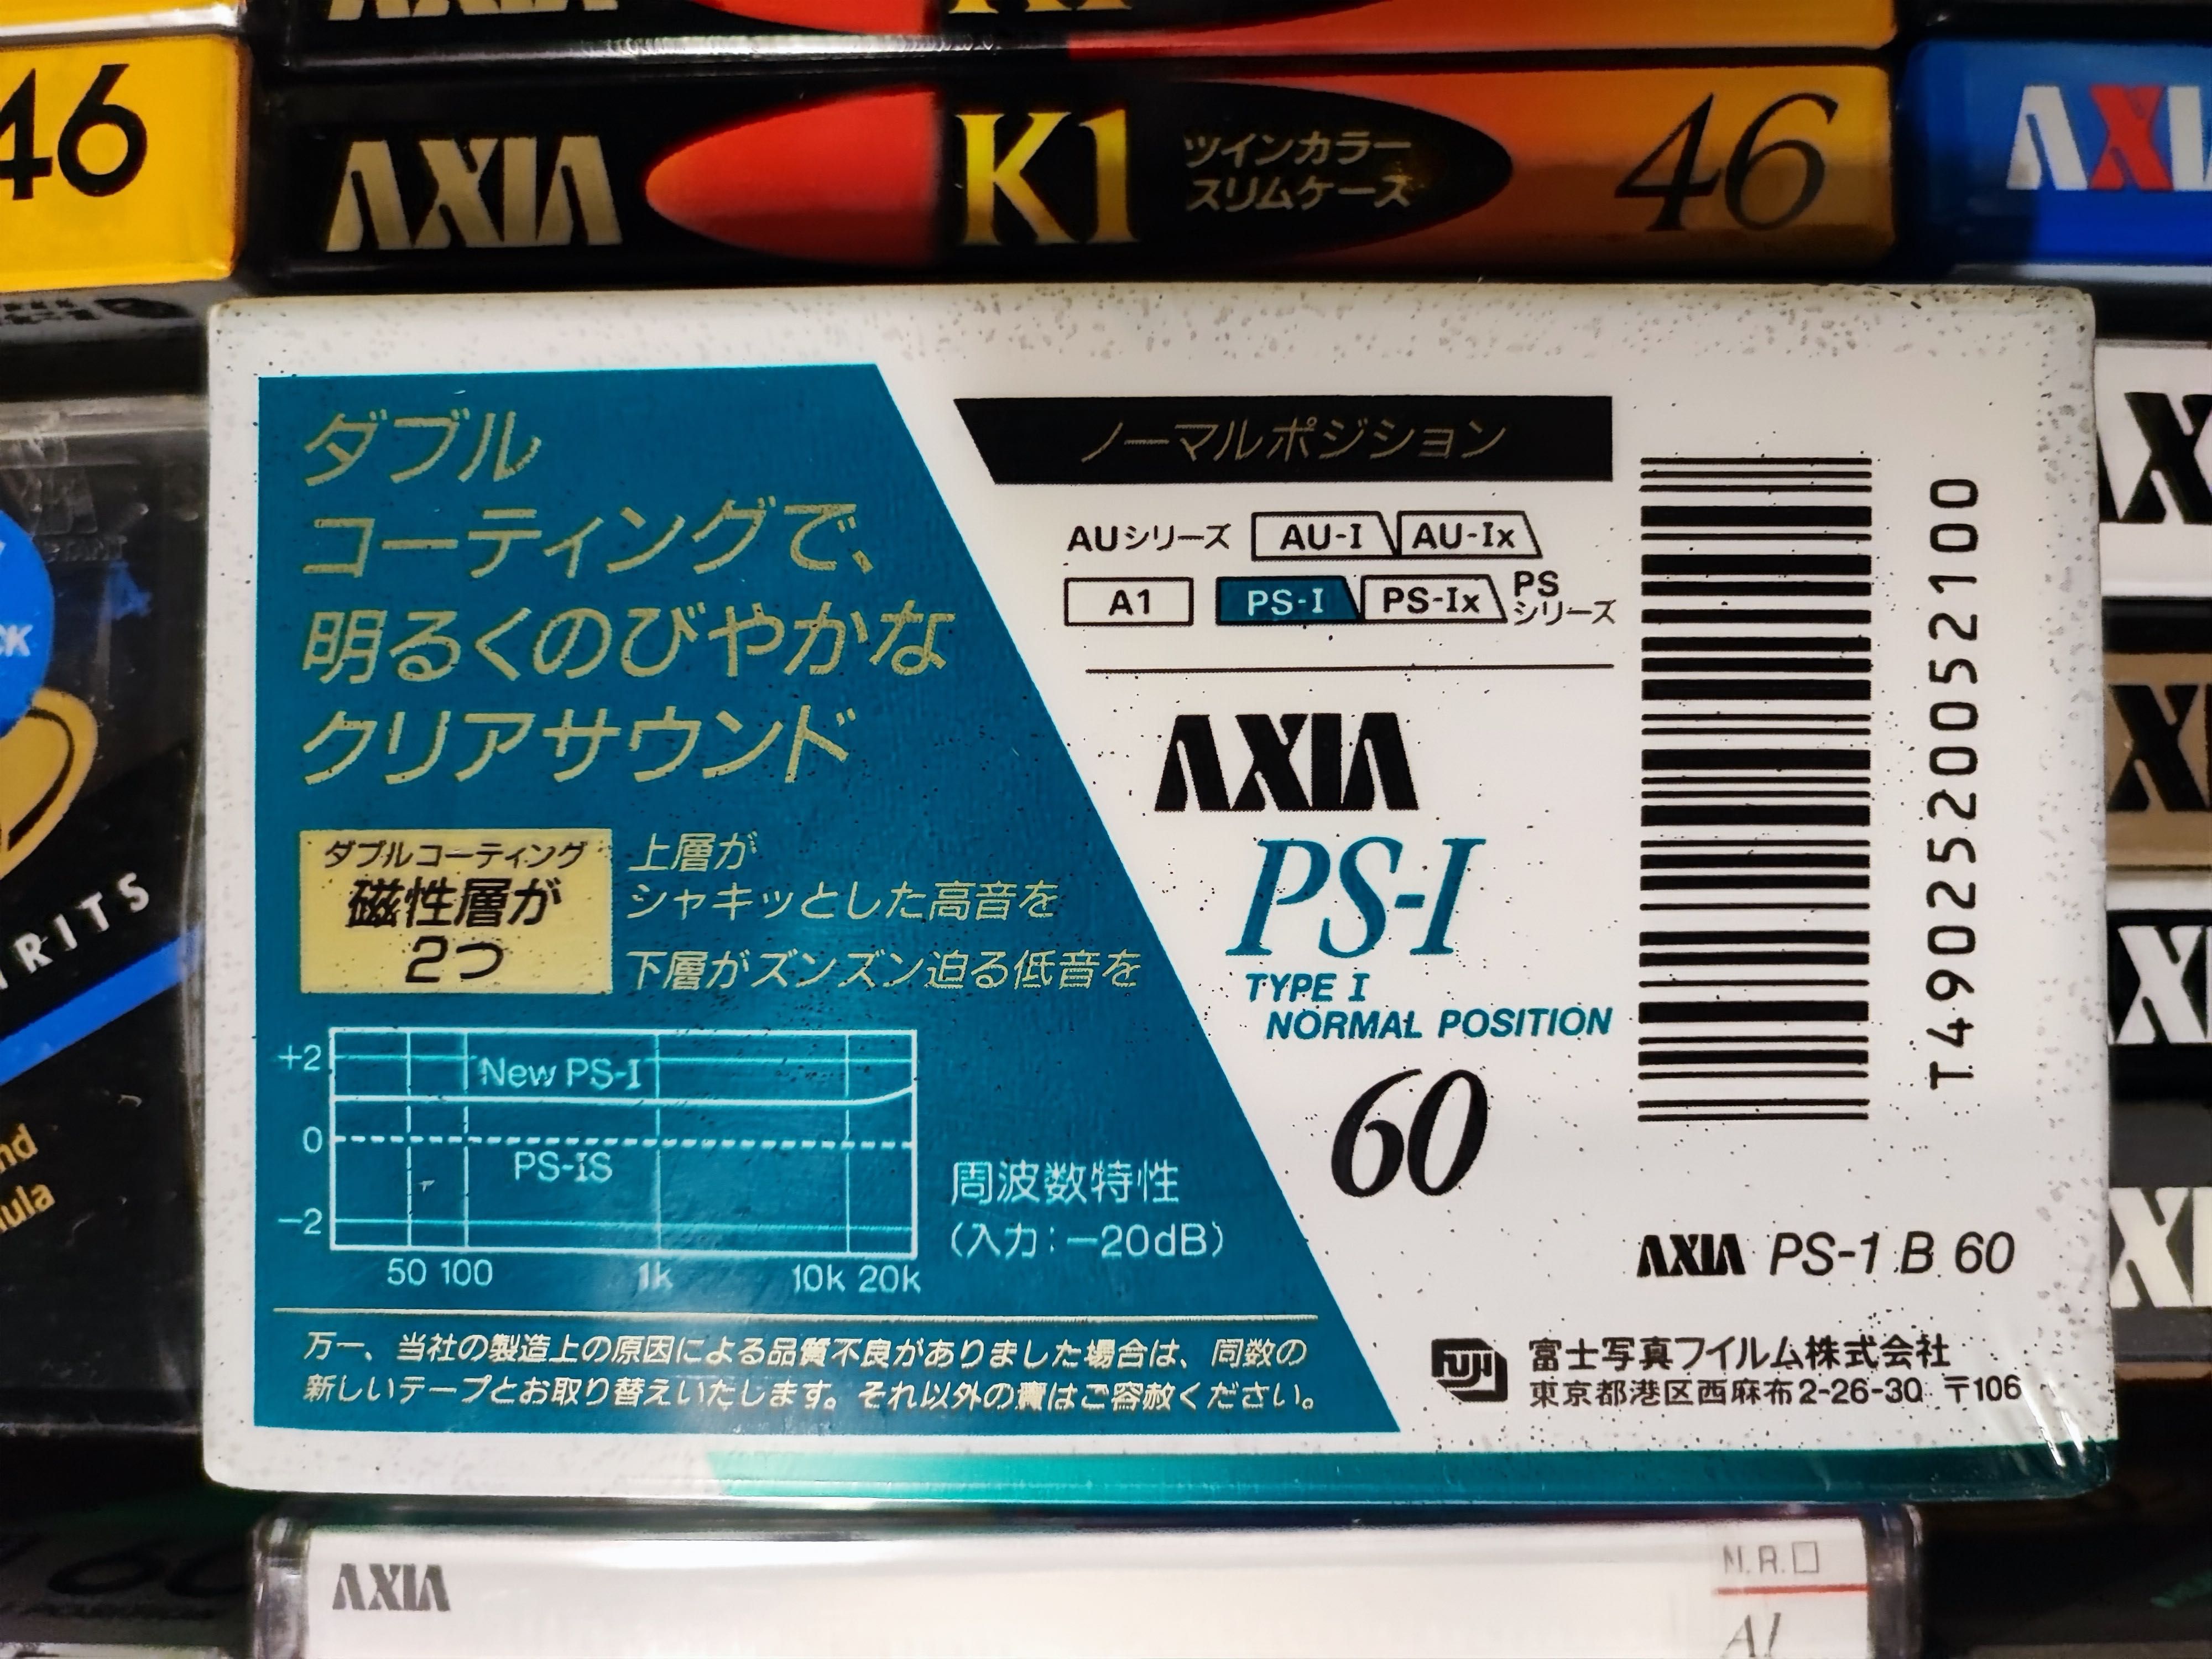 46
AXIA K1 ツインカラー
スリムケース 46
ダブル
コーティングで、
明るくのびやかな
クリアサウンド
ダブルコーティング
磁性層が
2つ
上層が
シャキッとした高音を
下層がズンズン迫る低音を
+2
0
−2
New PS-I
PS-IS
50 100 1k 10k 20k
周波数特性
(入力:−20dB)
万一、当社の製造上の原因による品質不良がありました場合は、同数の
新しいテープとお取り替えいたします。それ以外の責はご容赦ください。
ノーマルポジション
AUシリーズ AU-I AU-Ix
A1 PS-I PS-Ix PS
シリーズ
AXIA
PS-I
TYPE I
NORMAL POSITION
60
T4902520052100
AXIA PS-1 B 60
FUJI
富士写真フイルム株式会社
東京都港区西麻布2-26-30 〒106
AXIA
N.R.□
A1